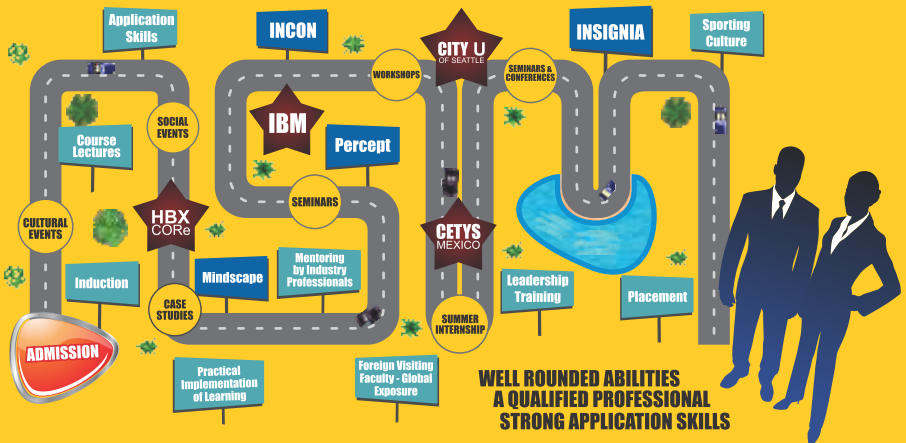 Application
Skills
INCON
CITY U
OF SEATTLE
INSIGNIA
Sporting
Culture
WORKSHOPS
SEMINARS &
CONFERENCES
SOCIAL
EVENTS
IBM
Course
Lectures
Percept
CULTURAL
EVENTS
HBX
CORe
SEMINARS
CETYS
MEXICO
Induction
Mindscape
Mentoring
by Industry
Professionals
Leadership
Training
Placement
CASE
STUDIES
SUMMER
INTERNSHIP
ADMISSION
Practical
Implementation
of Learning
Foreign Visiting
Faculty - Global
Exposure
WELL ROUNDED ABILITIES
A QUALIFIED PROFESSIONAL
STRONG APPLICATION SKILLS